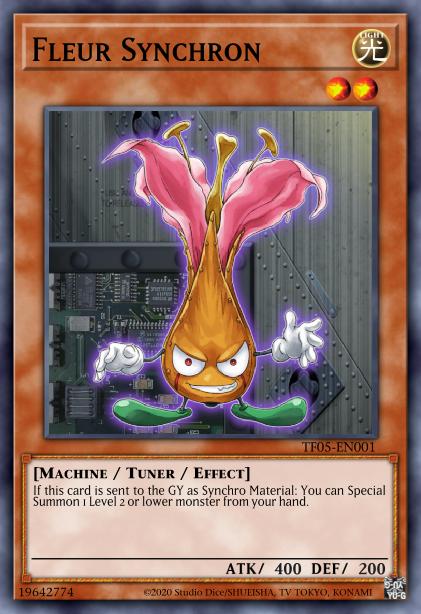 Fleur Synchron
LIGHT
光
TF05-EN001
[Machine / Tuner / Effect]
If this card is sent to the GY as Synchro Material: You can Special
Summon 1 Level 2 or lower monster from your hand.
ATK/ 400 DEF/ 200
19642774
©2020 Studio Dice/SHUEISHA, TV TOKYO, KONAMI